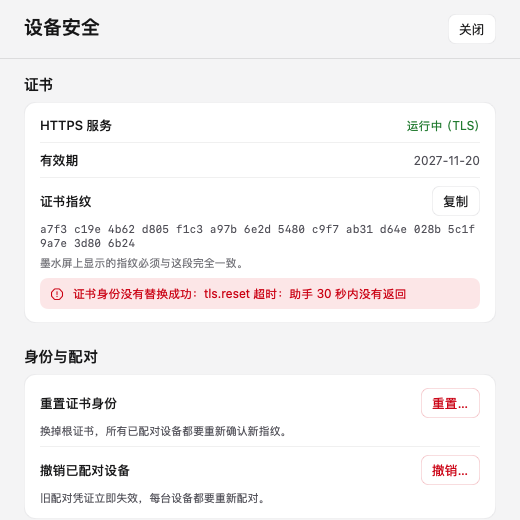 设备安全
关闭
证书
HTTPS 服务
运行中 (TLS)
有效期
2027-11-20
证书指纹
复制
a7f3 c19e 4b62 d805 f1c3 a97b 6e2d 5480 c9f7 ab31 d64e 028b 5c1f
9a7e 3d80 6b24
墨水屏上显示的指纹必须与这段完全一致。
证书身份没有替换成功：tls.reset 超时：助手 30 秒内没有返回
身份与配对
重置证书身份
重置…
换掉根证书，所有已配对设备都要重新确认新指纹。
撤销已配对设备
撤销…
旧配对凭证立即失效，每台设备都要重新配对。